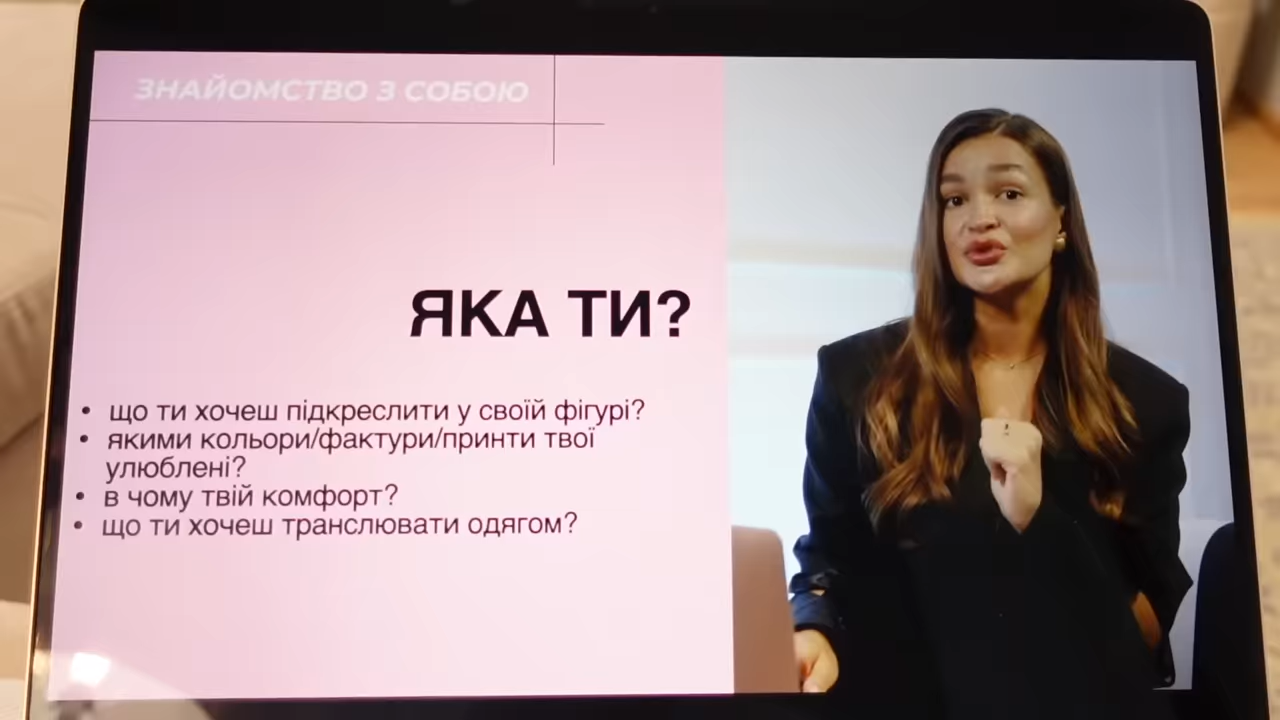 ЗНАЙОМСТВО З СОБОЮ
ЯКА ТИ?
• що ти хочеш підкреслити у своїй фігурі?
• якими кольори/фактури/принти твої
улюблені?
• в чому твій комфорт?
• що ти хочеш транслювати одягом?